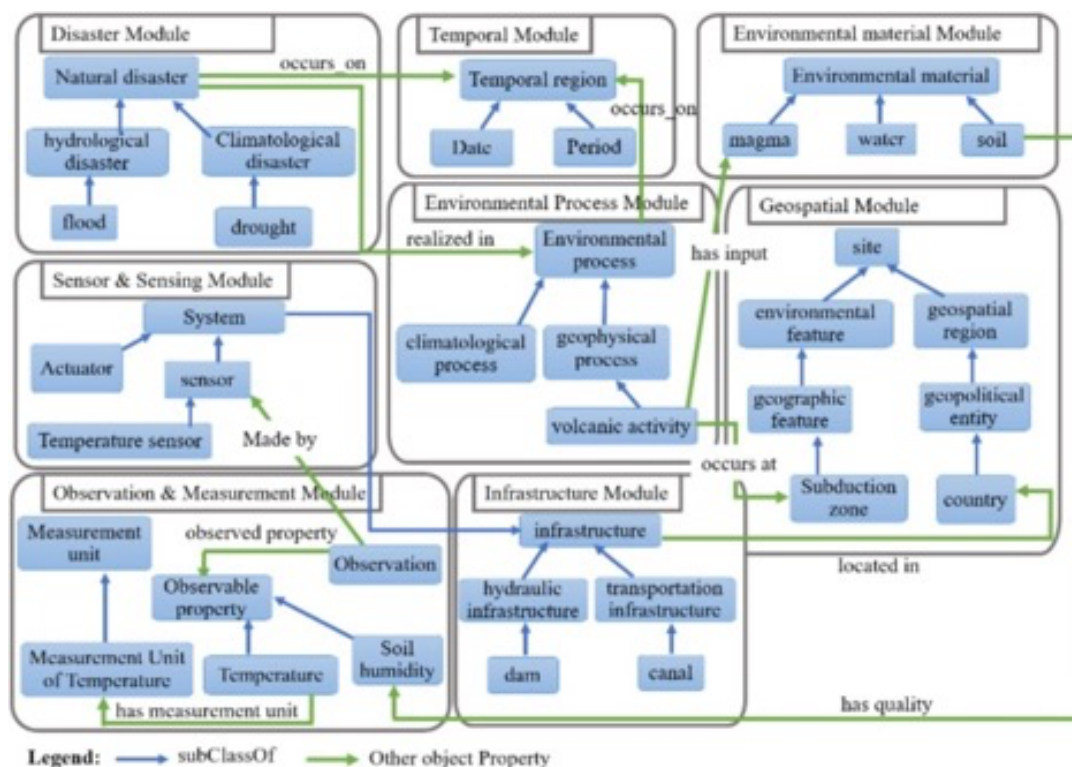 Disaster Module
Natural disaster
hydrological
disaster
Climatological
disaster
flood
drought
occurs_on
Temporal Module
Temporal region
occurs_on
Date
Period
Environmental material Module
Environmental material
magma
water
soil
Environmental Process Module
realized in
Environmental
process
has input
climatological
process
geophysical
process
volcanic activity
occurs at
Geospatial Module
site
environmental
feature
geospatial
region
geographic
feature
geopolitical
entity
Subduction
zone
country
Sensor & Sensing Module
System
Actuator
sensor
Temperature sensor
Made by
Observation & Measurement Module
Measurement
unit
observed property
Observation
Observable
property
Measurement Unit
of Temperature
Temperature
Soil
humidity
has measurement unit
Infrastructure Module
infrastructure
located in
hydraulic
infrastructure
transportation
infrastructure
dam
canal
has quality
Legend: subClassOf Other object Property